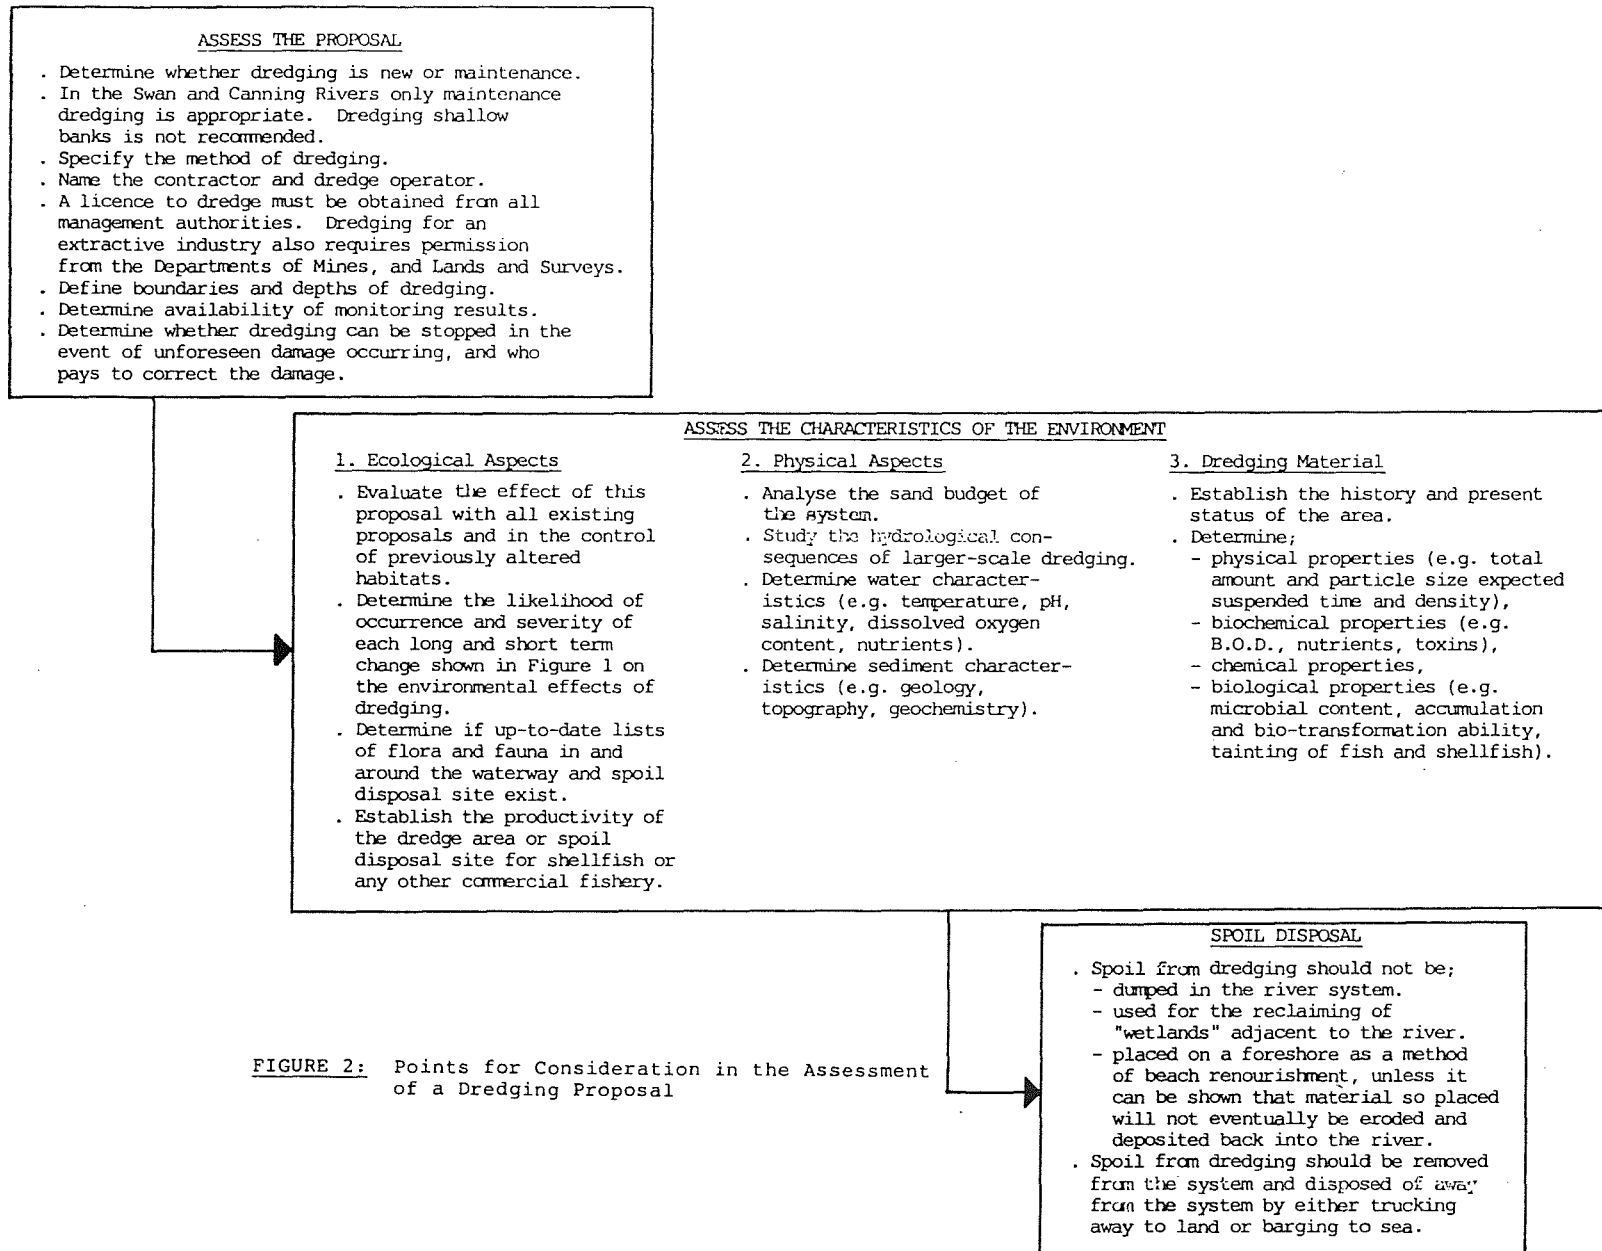 ASSESS THE PROPOSAL
. Determine whether dredging is new or maintenance.
. In the Swan and Canning Rivers only maintenance
dredging is appropriate. Dredging shallow
banks is not recommended.
. Specify the method of dredging.
. Name the contractor and dredge operator.
. A licence to dredge must be obtained from all
management authorities. Dredging for an
extractive industry also requires permission
from the Departments of Mines, and Lands and Surveys.
. Define boundaries and depths of dredging.
. Determine availability of monitoring results.
. Determine whether dredging can be stopped in the
event of unforeseen damage occurring, and who
pays to correct the damage.
ASSESS THE CHARACTERISTICS OF THE ENVIRONMENT
1. Ecological Aspects
. Evaluate the effect of this
proposal with all existing
proposals and in the control
of previously altered
habitats.
. Determine the likelihood of
occurrence and severity of
each long and short term
change shown in Figure 1 on
the environmental effects of
dredging.
. Determine if up-to-date lists
of flora and fauna in and
around the waterway and spoil
disposal site exist.
. Establish the productivity of
the dredge area or spoil
disposal site for shellfish or
any other commercial fishery.
2. Physical Aspects
. Analyse the sand budget of
the system.
. Study the hydrological con-
sequences of larger-scale dredging.
. Determine water character-
istics (e.g. temperature, pH,
salinity, dissolved oxygen
content, nutrients).
. Determine sediment character-
istics (e.g. geology,
topography, geochemistry).
3. Dredging Material
. Establish the history and present
status of the area.
. Determine;
- physical properties (e.g. total
amount and particle size expected
suspended time and density),
- biochemical properties (e.g.
B.O.D., nutrients, toxins),
- chemical properties,
- biological properties (e.g.
microbial content, accumulation
and bio-transformation ability,
tainting of fish and shellfish).
SPOIL DISPOSAL
. Spoil from dredging should not be;
- dumped in the river system.
- used for the reclaiming of
"wetlands" adjacent to the river.
- placed on a foreshore as a method
of beach renourishment, unless it
can be shown that material so placed
will not eventually be eroded and
deposited back into the river.
. Spoil from dredging should be removed
from the system and disposed of away
from the system by either trucking
away to land or barging to sea.
FIGURE 2: Points for Consideration in the Assessment
of a Dredging Proposal